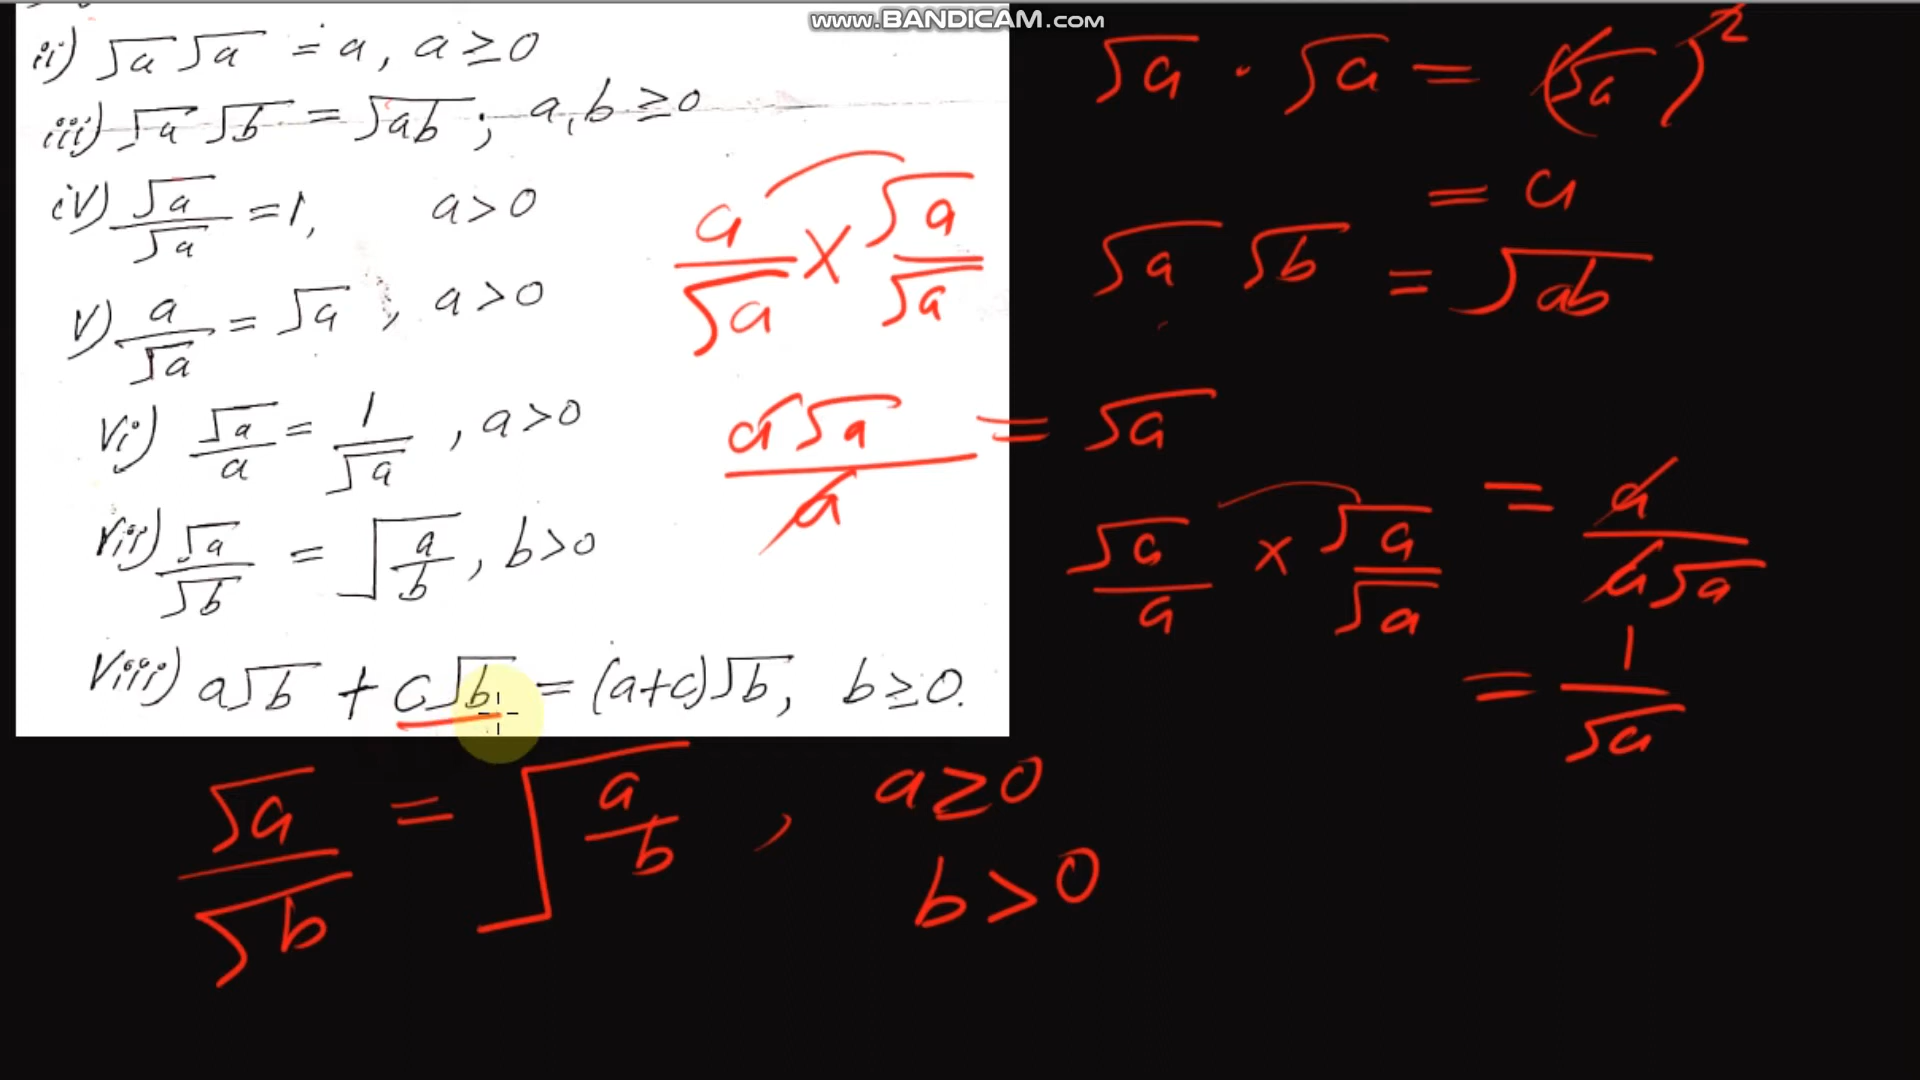 www.BANDICAM.com
ii) √a √a = a, a ≥ 0
iii) √a √b = √ab ; a, b ≥ 0
iv) √a/√a = 1, a > 0
v) a/√a = √a , a > 0
vi) √a/a = 1/√a , a > 0
vii) √a/√b = √(a/b) , b > 0
viii) a√b + c√b = (a+c)√b, b ≥ 0.
a/√a × √a/√a
a√a/a = √a
√a · √a = (√a)²
= a
√a √b = √ab
√a/a × √a/√a = a/a√a
= 1/√a
√a/√b = √(a/b) , a ≥ 0
b > 0